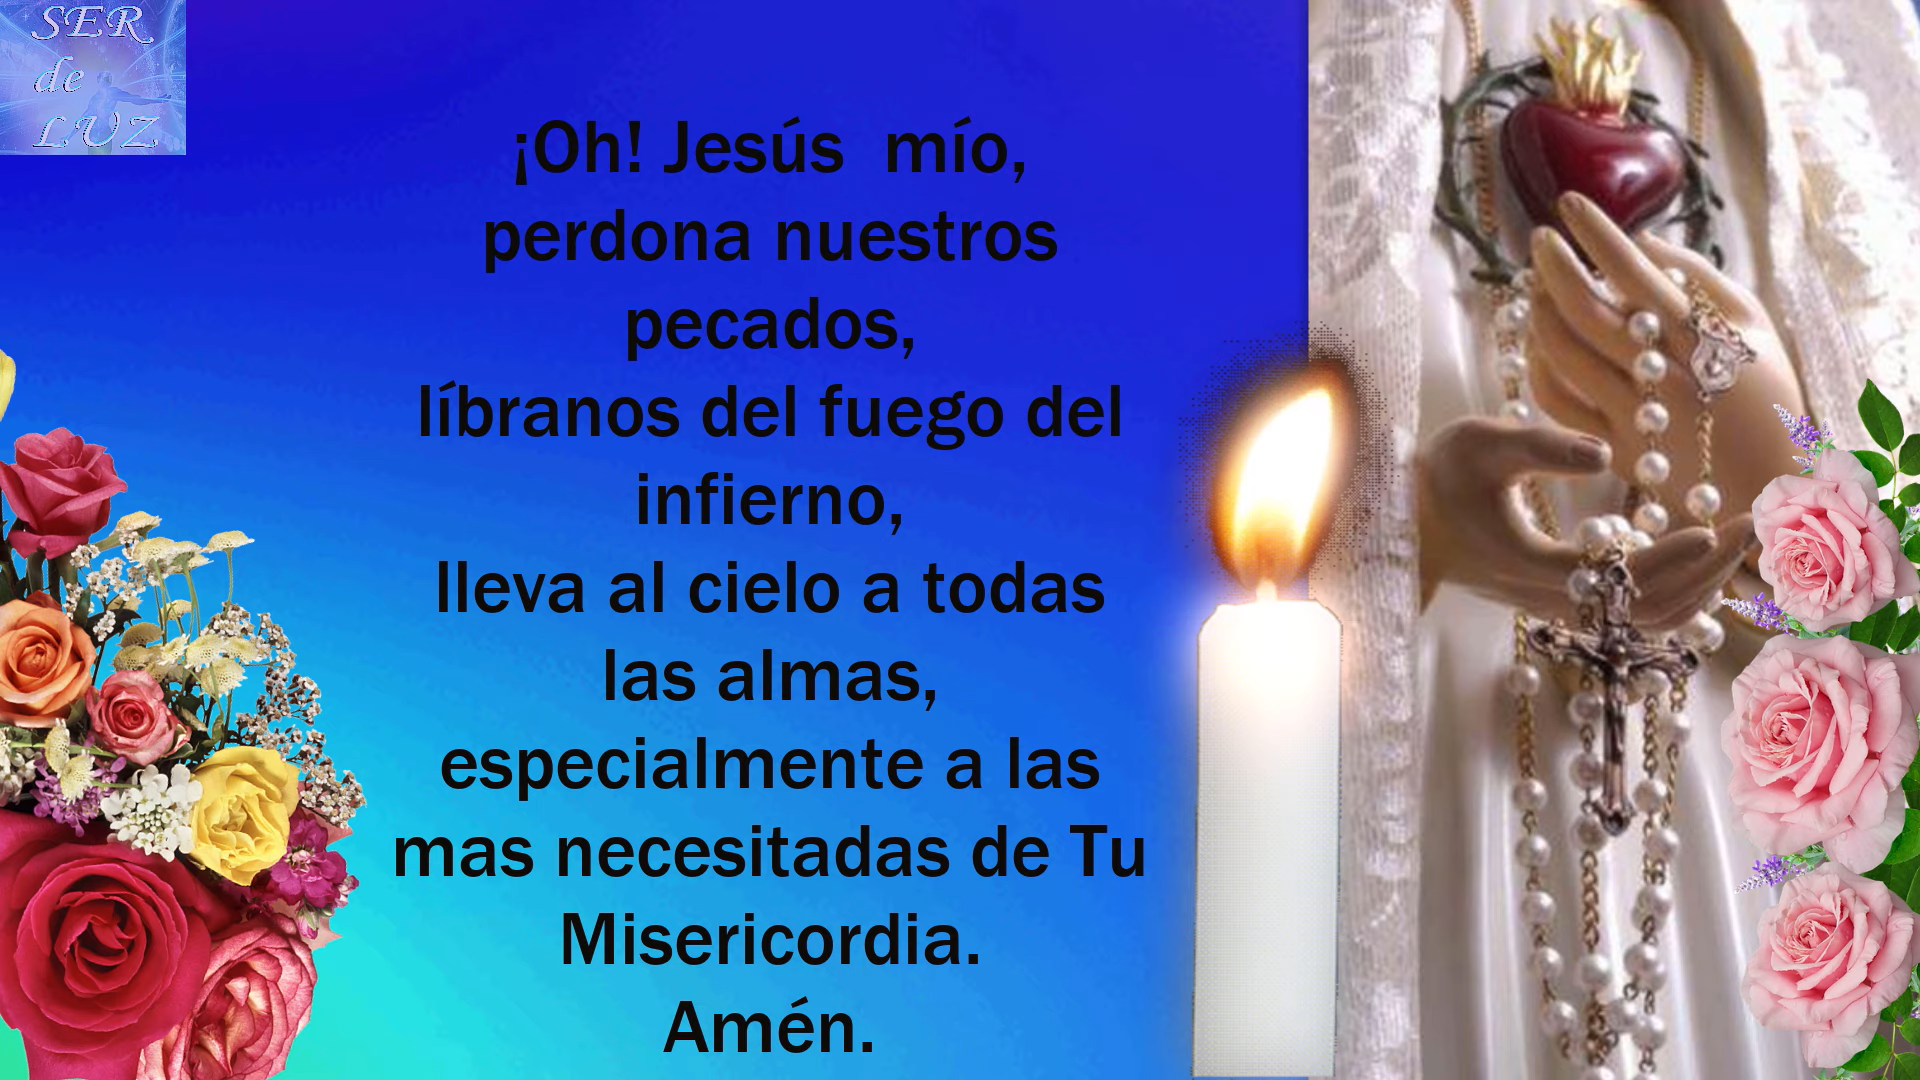 SER
de
LUZ
¡Oh! Jesús  mío,
perdona nuestros
pecados,
líbranos del fuego del
infierno,
lleva al cielo a todas
las almas,
especialmente a las
mas necesitadas de Tu
Misericordia.
Amén.